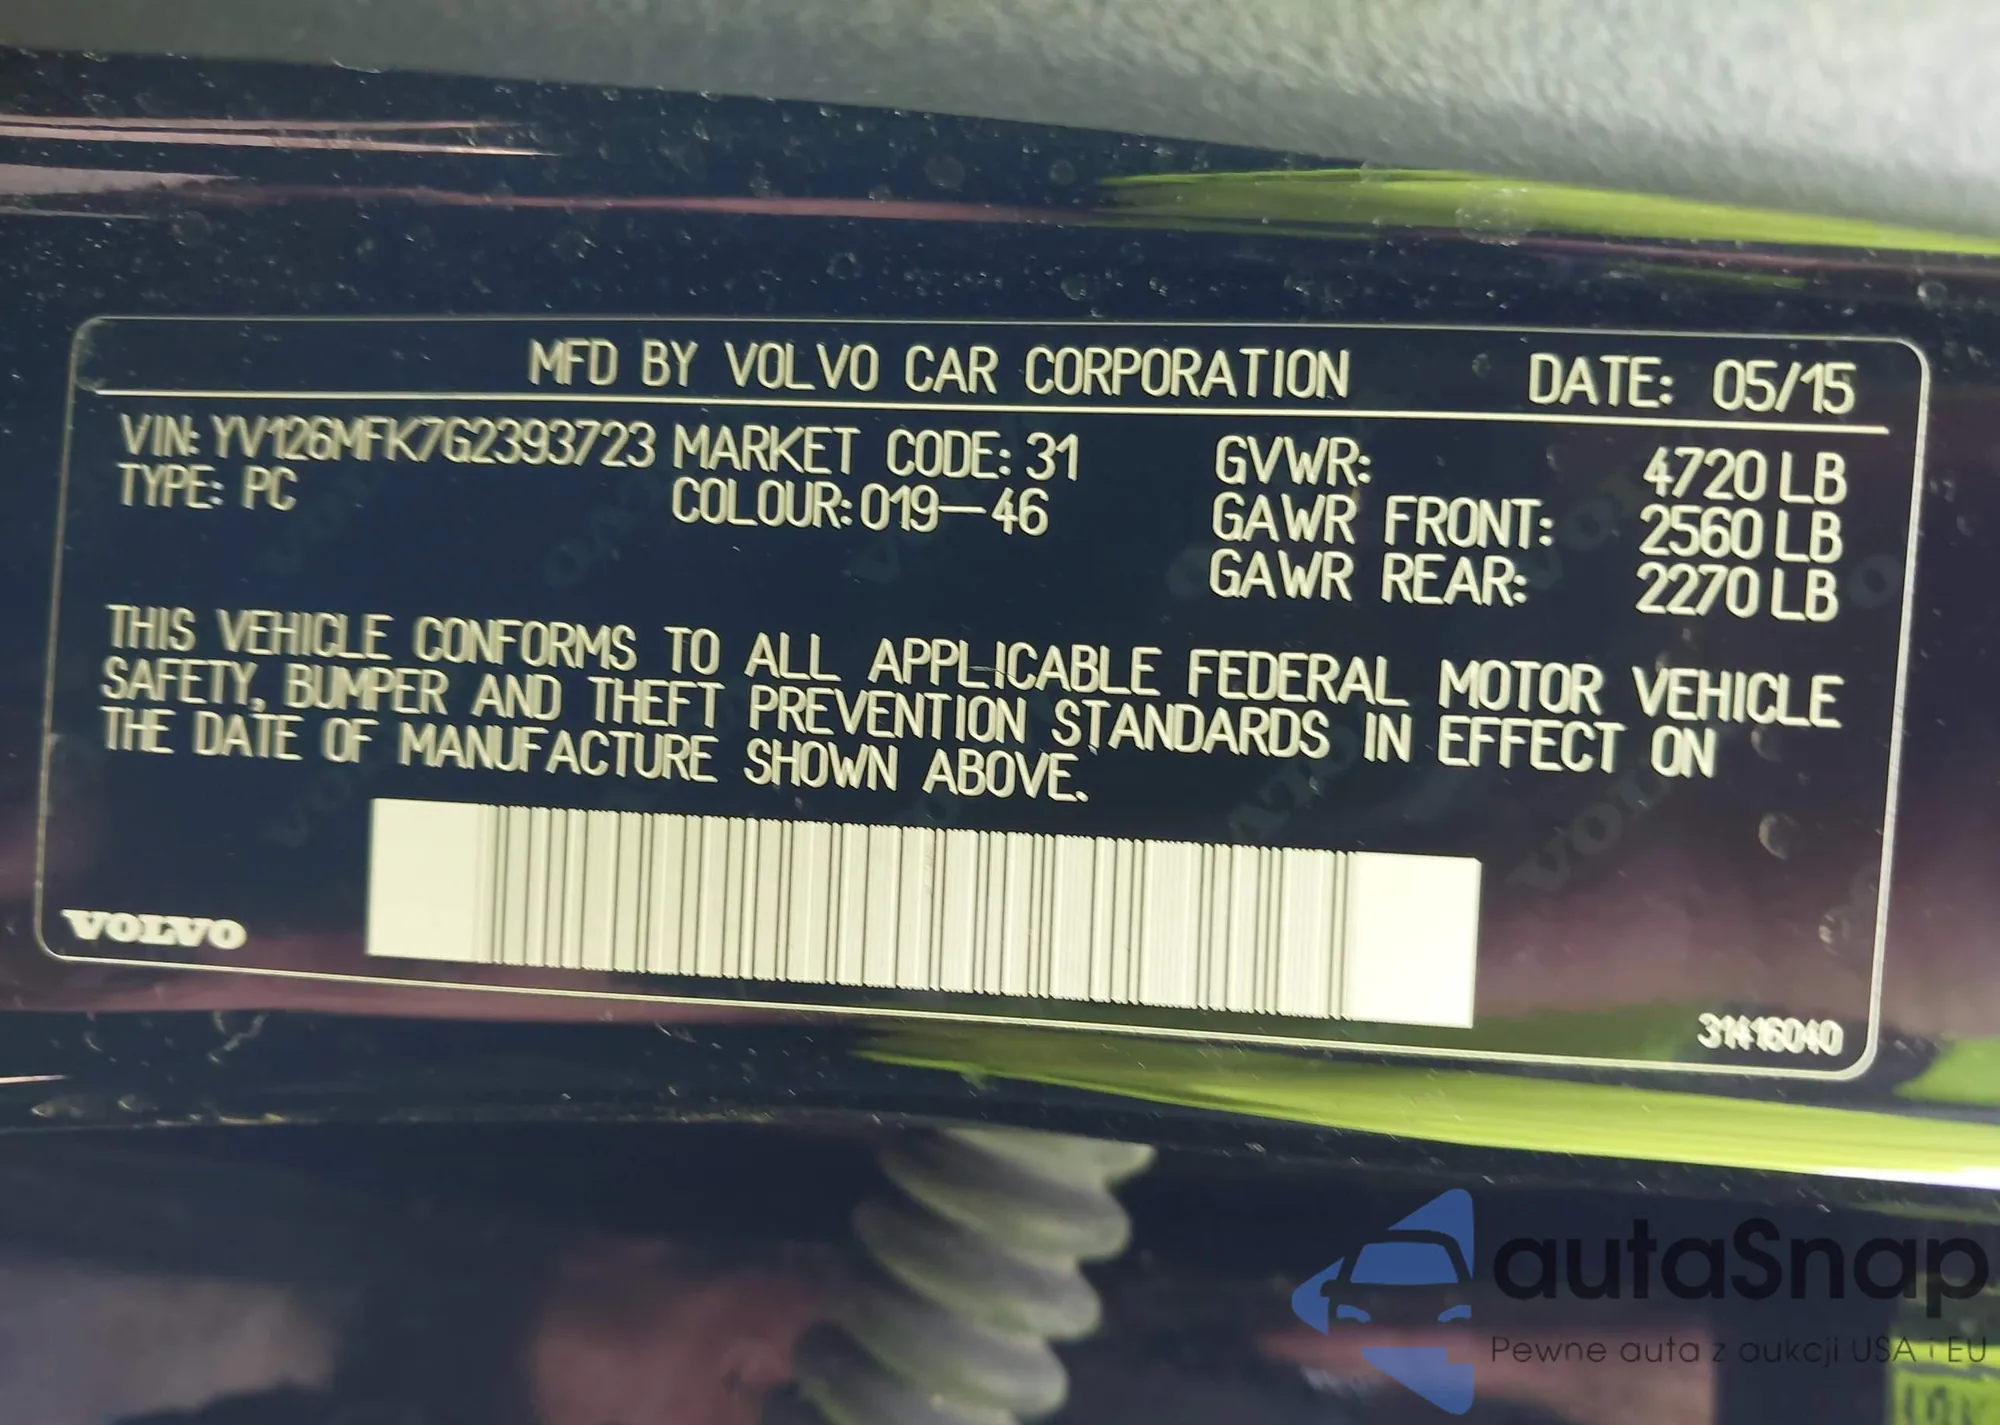 MFD BY VOLVO CAR CORPORATION DATE: 05/15
VIN: YV126MFK7G2393723 MARKET CODE: 31 GVWR: 4720 LB
TYPE: PC COLOUR: 019-46 GAWR FRONT: 2560 LB
GAWR REAR: 2270 LB
THIS VEHICLE CONFORMS TO ALL APPLICABLE FEDERAL MOTOR VEHICLE
SAFETY, BUMPER AND THEFT PREVENTION STANDARDS IN EFFECT ON
THE DATE OF MANUFACTURE SHOWN ABOVE.
VOLVO
31416040
autaSnap
Pewne auta z aukcji USA i EU